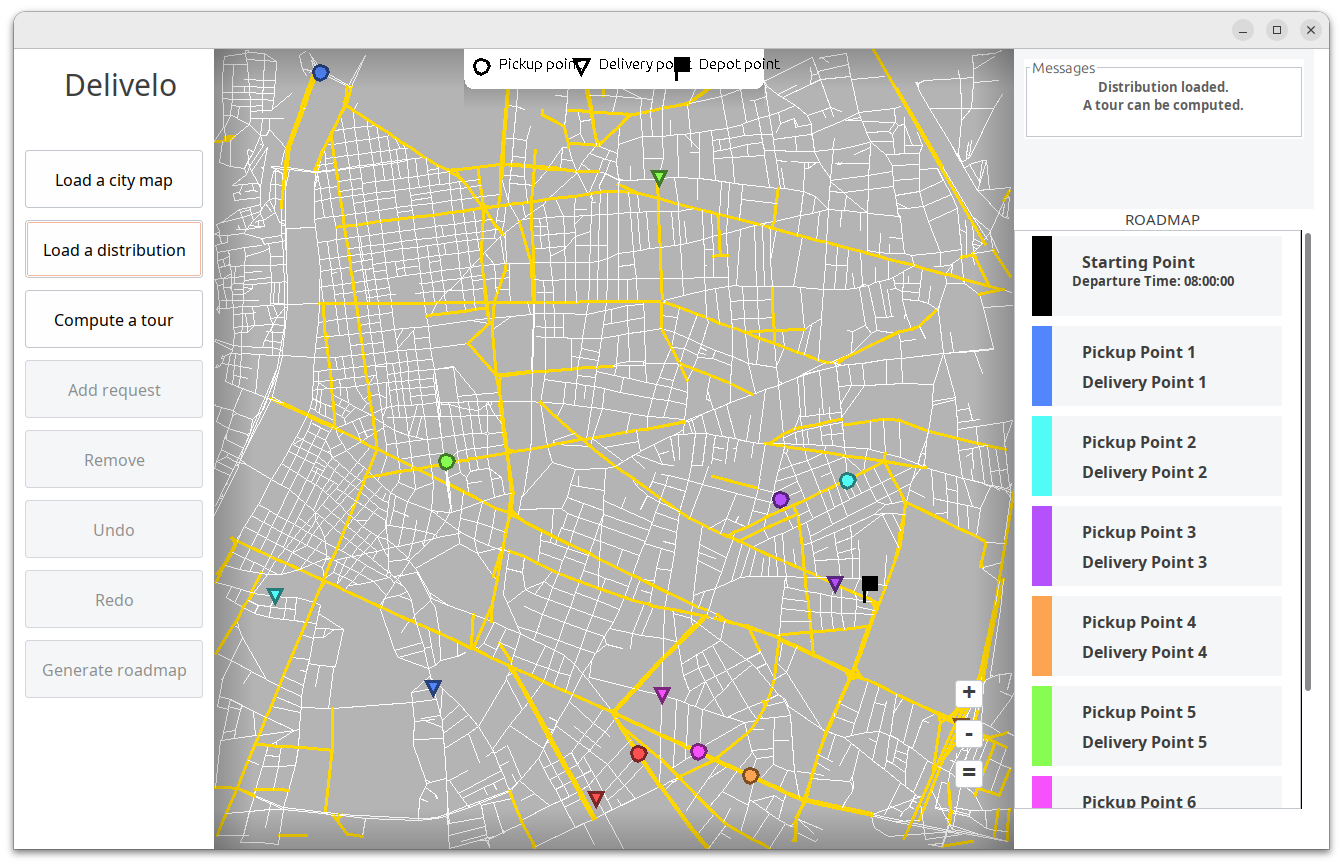 Delivelo
Load a city map
Load a distribution
Compute a tour
Add request
Remove
Undo
Redo
Generate roadmap
Pickup poin Delivery po Depot point
+
-
=
Messages
Distribution loaded.
A tour can be computed.
ROADMAP
Starting Point
Departure Time: 08:00:00
Pickup Point 1
Delivery Point 1
Pickup Point 2
Delivery Point 2
Pickup Point 3
Delivery Point 3
Pickup Point 4
Delivery Point 4
Pickup Point 5
Delivery Point 5
Pickup Point 6